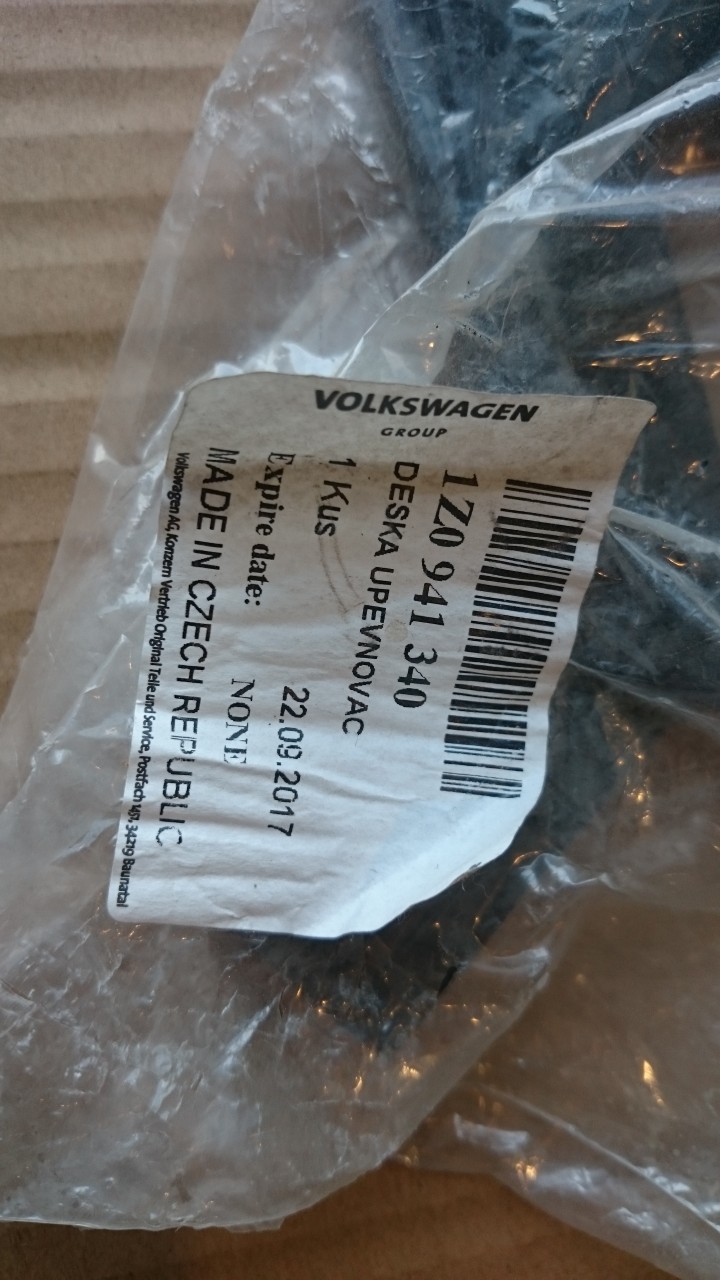 VOLKSWAGEN
GROUP
1Z0 941 340
DESKA UPEVNOVAC
1 Kus
22.09.2017
Expire date: NONE
MADE IN CZECH REPUBLIC
Volkswagen AG, Konzern Vertrieb Original Teile und Service, Postfach 1457, 34219 Baunatal